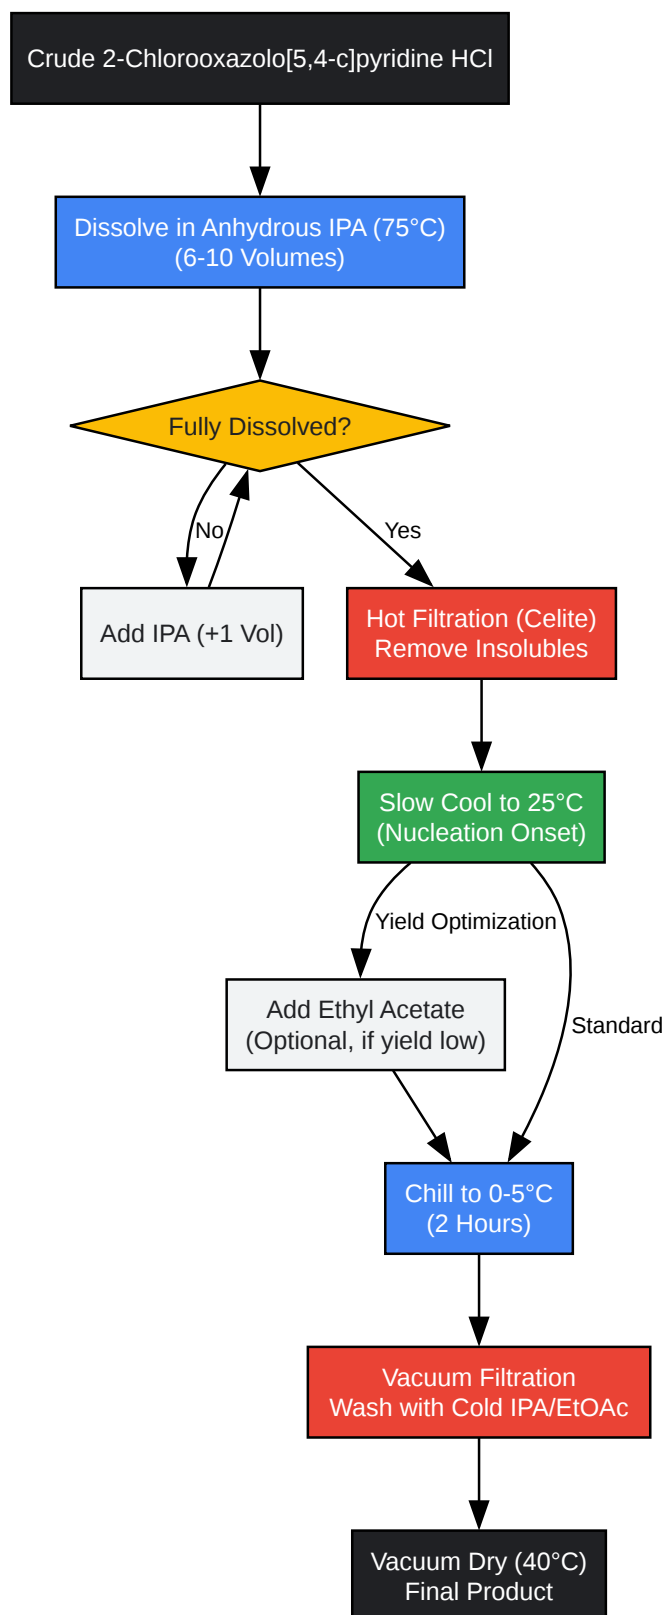 Crude 2-Chlorooxazolo[5,4-c]pyridine HCl
Dissolve in Anhydrous IPA (75°C)
(6-10 Volumes)
Fully Dissolved?
No
Yes
Add IPA (+1 Vol)
Hot Filtration (Celite)
Remove Insolubles
Slow Cool to 25°C
(Nucleation Onset)
Yield Optimization
Add Ethyl Acetate
(Optional, if yield low)
Standard
Chill to 0-5°C
(2 Hours)
Vacuum Filtration
Wash with Cold IPA/EtOAc
Vacuum Dry (40°C)
Final Product